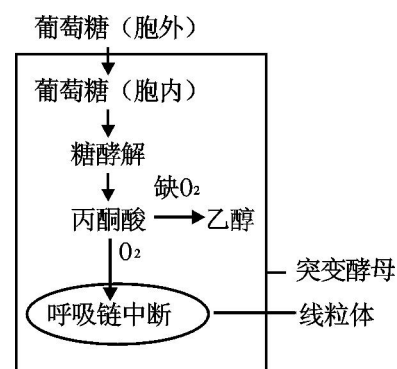 葡萄糖（胞外）
葡萄糖（胞内）
糖酵解
缺O₂
丙酮酸
乙醇
O₂
突变酵母
呼吸链中断
线粒体